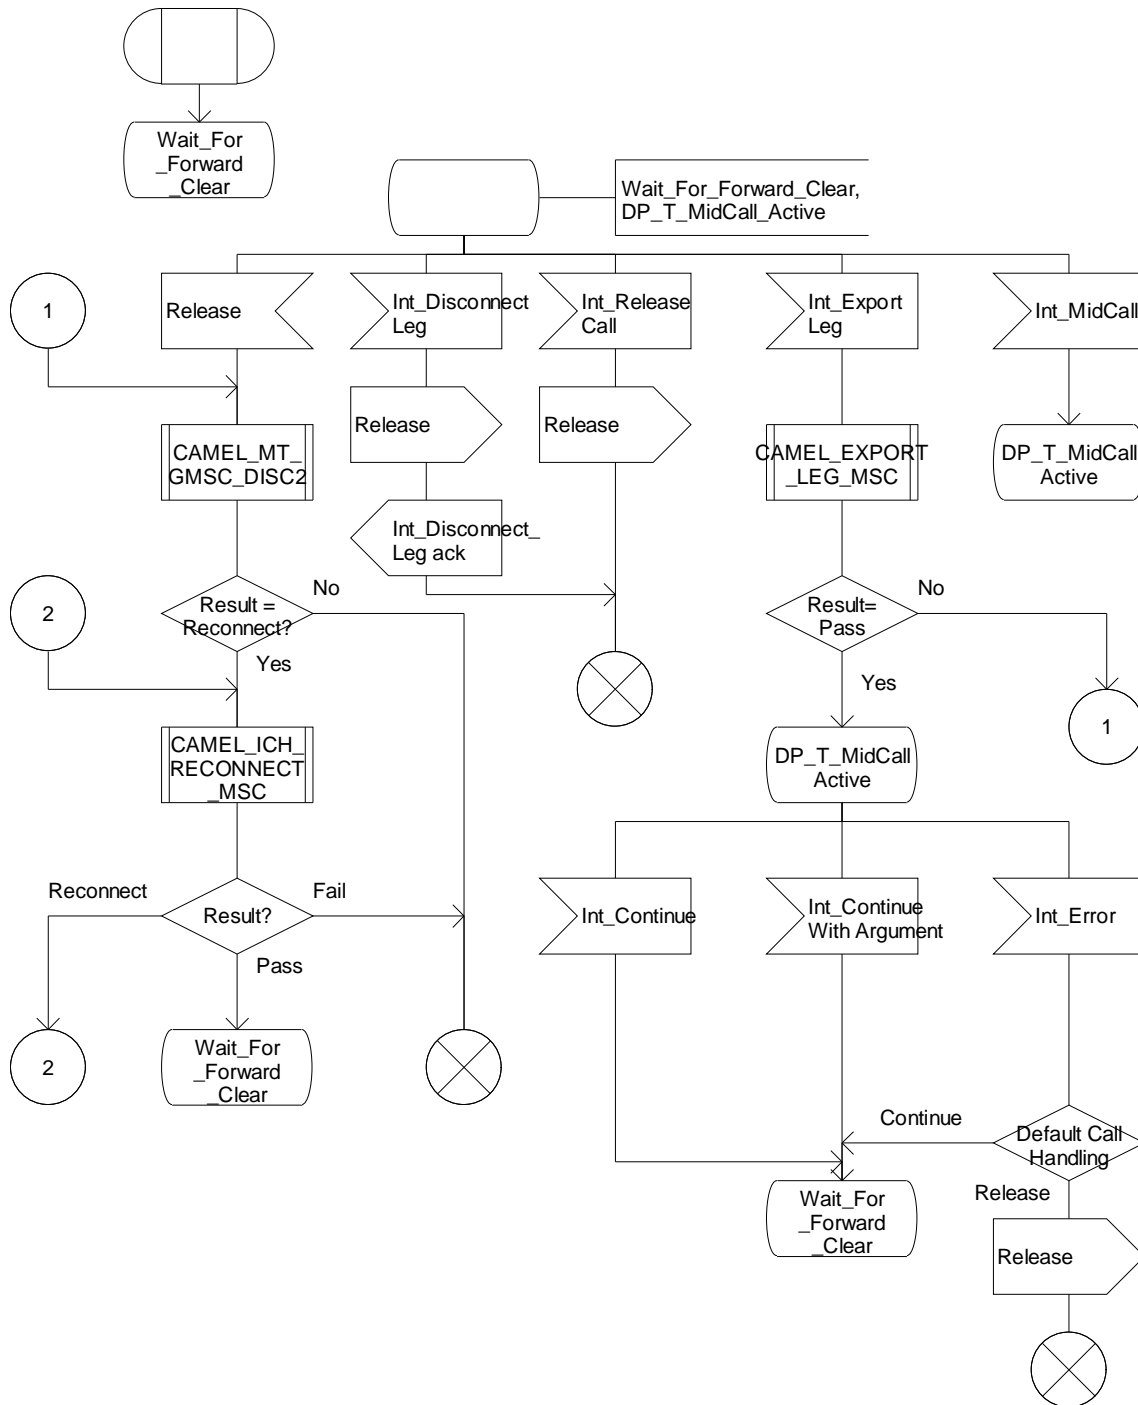 Wait_For
_Forward
_Clear
Wait_For_Forward_Clear,
DP_T_MidCall_Active
1
Release
Int_Disconnect
Leg
Int_Release
Call
Int_Export
Leg
Int_MidCall
Release
Release
CAMEL_MT_
GMSC_DISC2
CAMEL_EXPORT
_LEG_MSC
DP_T_MidCall
Active
Int_Disconnect_
Leg ack
2
Result =
Reconnect?
No
Yes
Result=
Pass
No
Yes
1
CAMEL_ICH_
RECONNECT
_MSC
DP_T_MidCall
Active
Reconnect
Result?
Fail
Pass
Int_Continue
Int_Continue
With Argument
Int_Error
2
Wait_For
_Forward
_Clear
Continue
Default Call
Handling
Release
Wait_For
_Forward
_Clear
Release